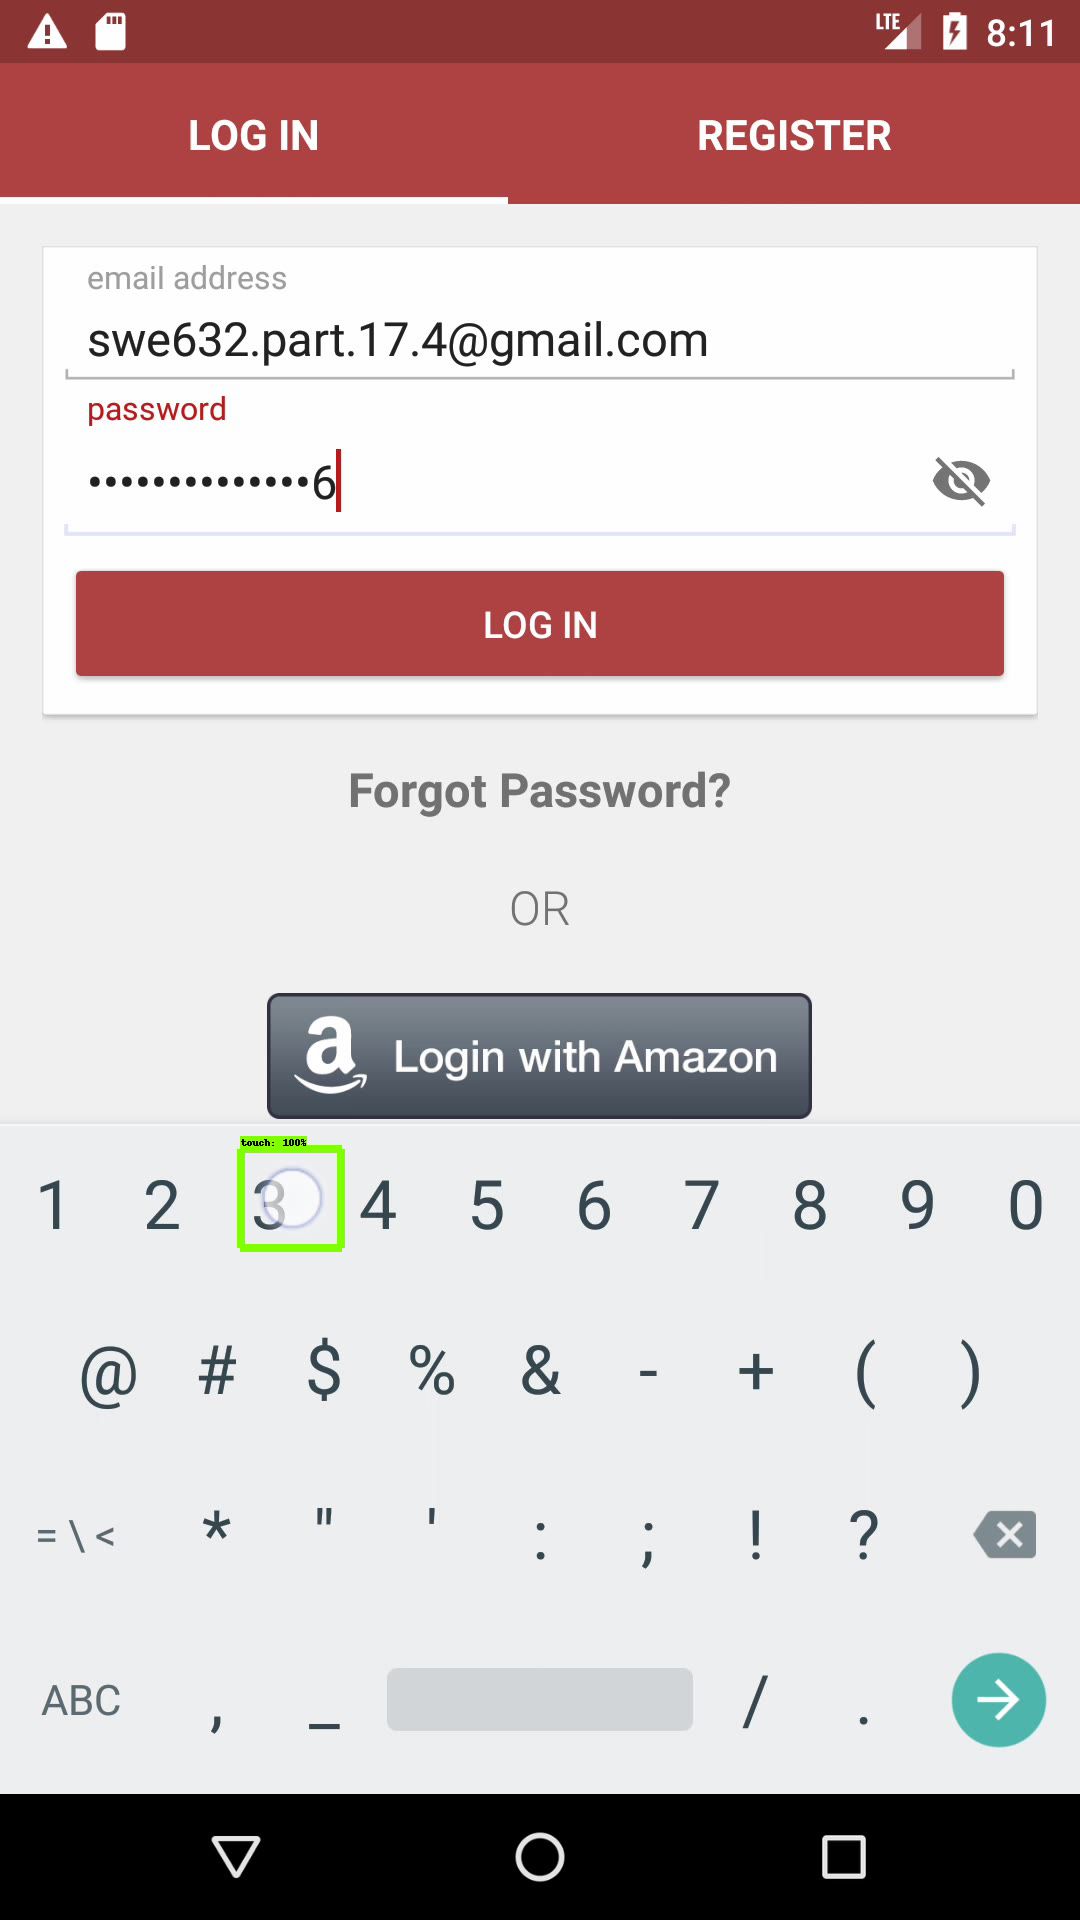 LTE 8:11
LOG IN REGISTER
email address
swe632.part.17.4@gmail.com
password
••••••••••••••6
LOG IN
Forgot Password?
OR
a Login with Amazon
touch: 100%
1 2 3 4 5 6 7 8 9 0
@ # $ % & - + ( )
= \ < * " ' : ; ! ?
ABC , _ / .